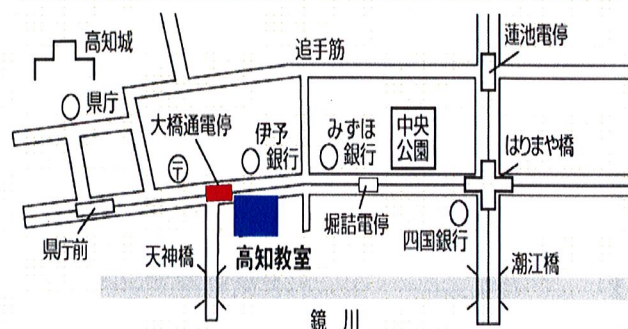 高知城
追手筋
蓮池電停
県庁
大橋通電停
伊予
銀行
みずほ
銀行
中央
公園
はりまや橋
〒
県庁前
堀詰電停
四国銀行
天神橋
高知教室
潮江橋
鏡 川